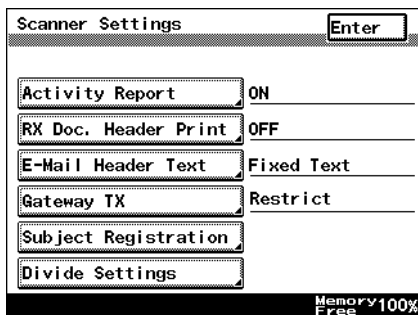 Scanner Settings Enter
Activity Report ON
RX Doc. Header Print OFF
E-Mail Header Text Fixed Text
Gateway TX Restrict
Subject Registration
Divide Settings
Memory Free 100%